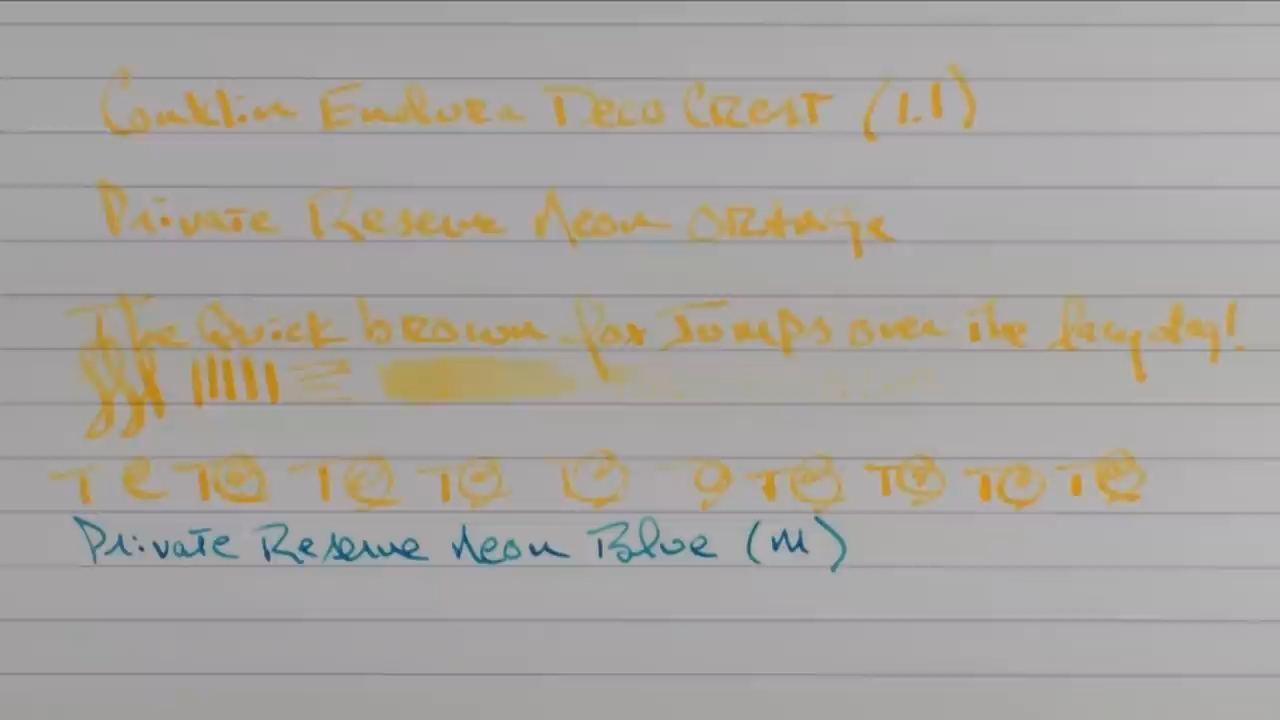 Conklin Endura Deco Crest (1.1)
Private Reserve Neon Orange
The Quick brown fox Jumps over the lazy dog!
Private Reserve Neon Blue (M)